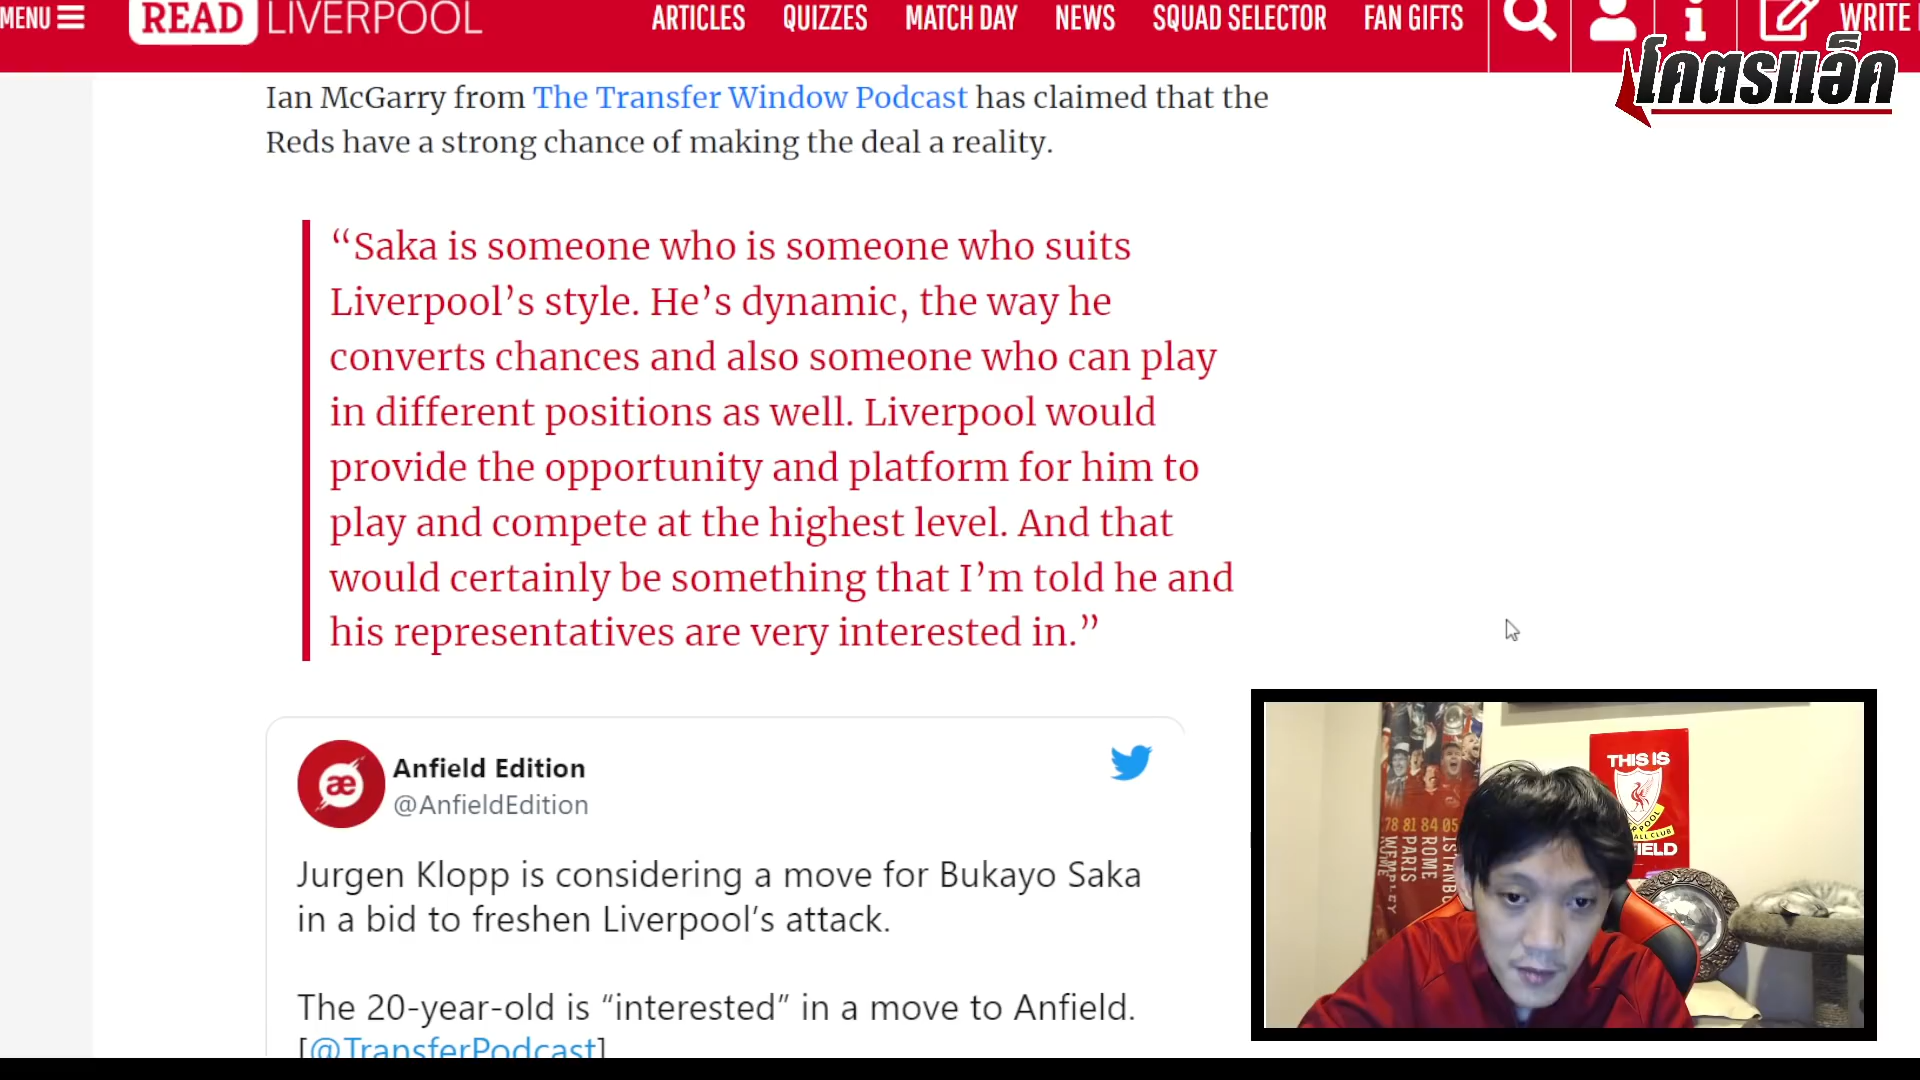 MENU
READ LIVERPOOL
ARTICLES QUIZZES MATCH DAY NEWS SQUAD SELECTOR FAN GIFTS
WRITE
โคตรแอ็ค
Ian McGarry from The Transfer Window Podcast has claimed that the
Reds have a strong chance of making the deal a reality.
“Saka is someone who is someone who suits
Liverpool’s style. He’s dynamic, the way he
converts chances and also someone who can play
in different positions as well. Liverpool would
provide the opportunity and platform for him to
play and compete at the highest level. And that
would certainly be something that I’m told he and
his representatives are very interested in.”
æ
Anfield Edition
@AnfieldEdition
Jurgen Klopp is considering a move for Bukayo Saka
in a bid to freshen Liverpool’s attack.
The 20-year-old is “interested” in a move to Anfield.
[@TransferPodcast]
THIS IS
78 81 84 05
PARIS
ROME